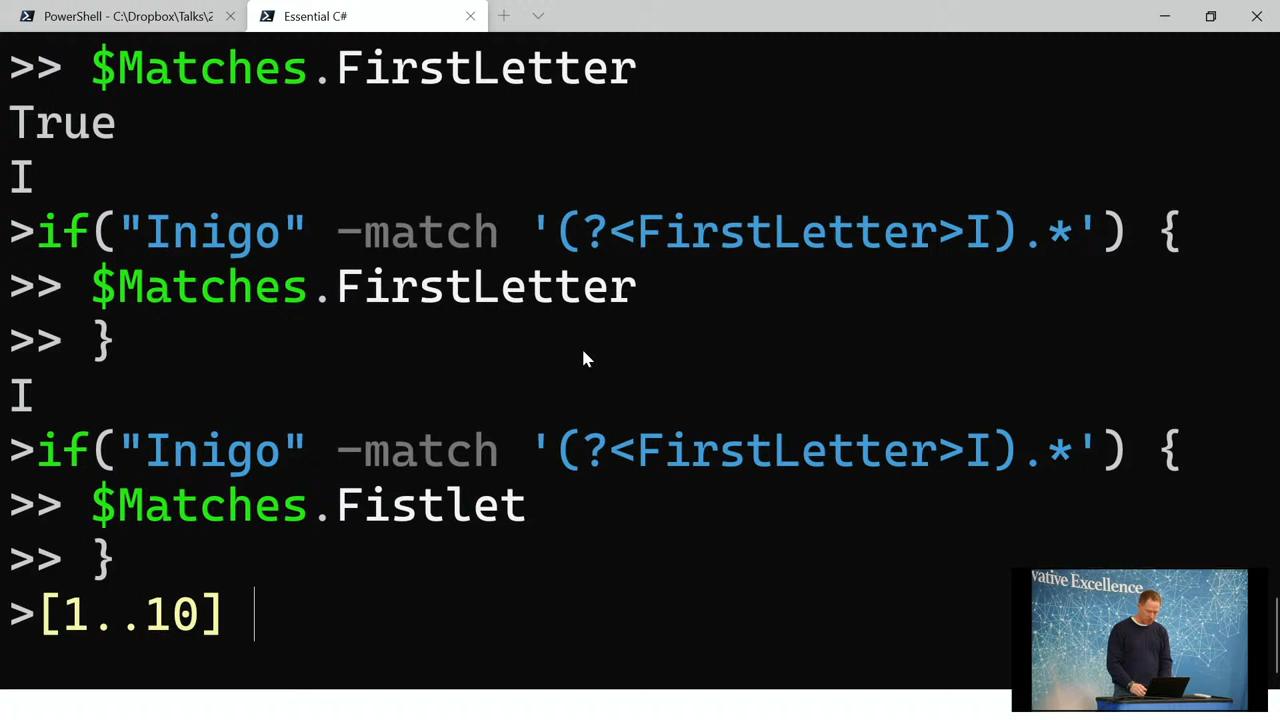 PowerShell - C:\Dropbox\Talks\2
Essential C#
>> $Matches.FirstLetter
True
I
>if("Inigo" -match '(?<FirstLetter>I).*') {
>> $Matches.FirstLetter
>> }
I
>if("Inigo" -match '(?<FirstLetter>I).*') {
>> $Matches.Fistlet
>> }
>[1..10]
vative Excellence